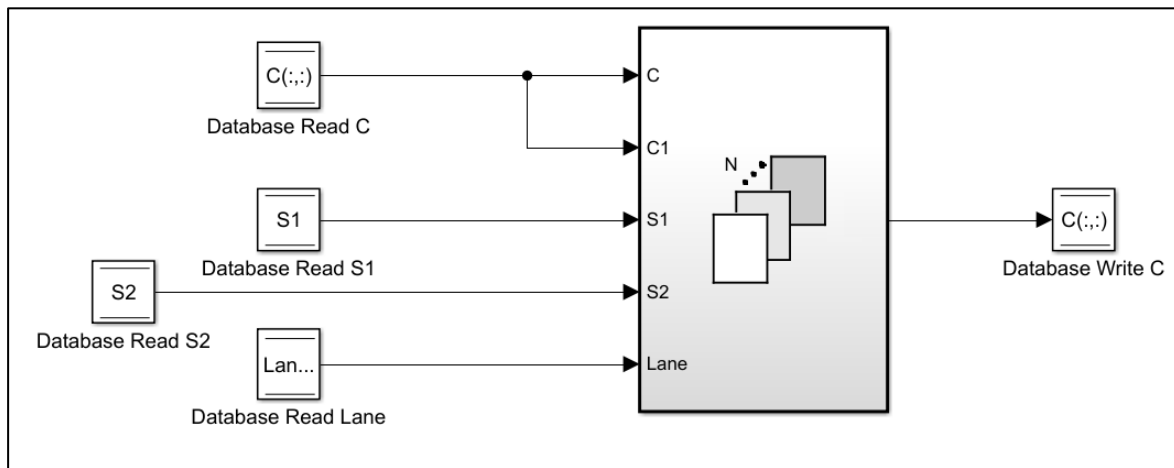 C(:,:)
Database Read C
C
C1
N
S1
Database Read S1
S1
S2
Database Read S2
S2
Lan...
Database Read Lane
Lane
C(:,:)
Database Write C